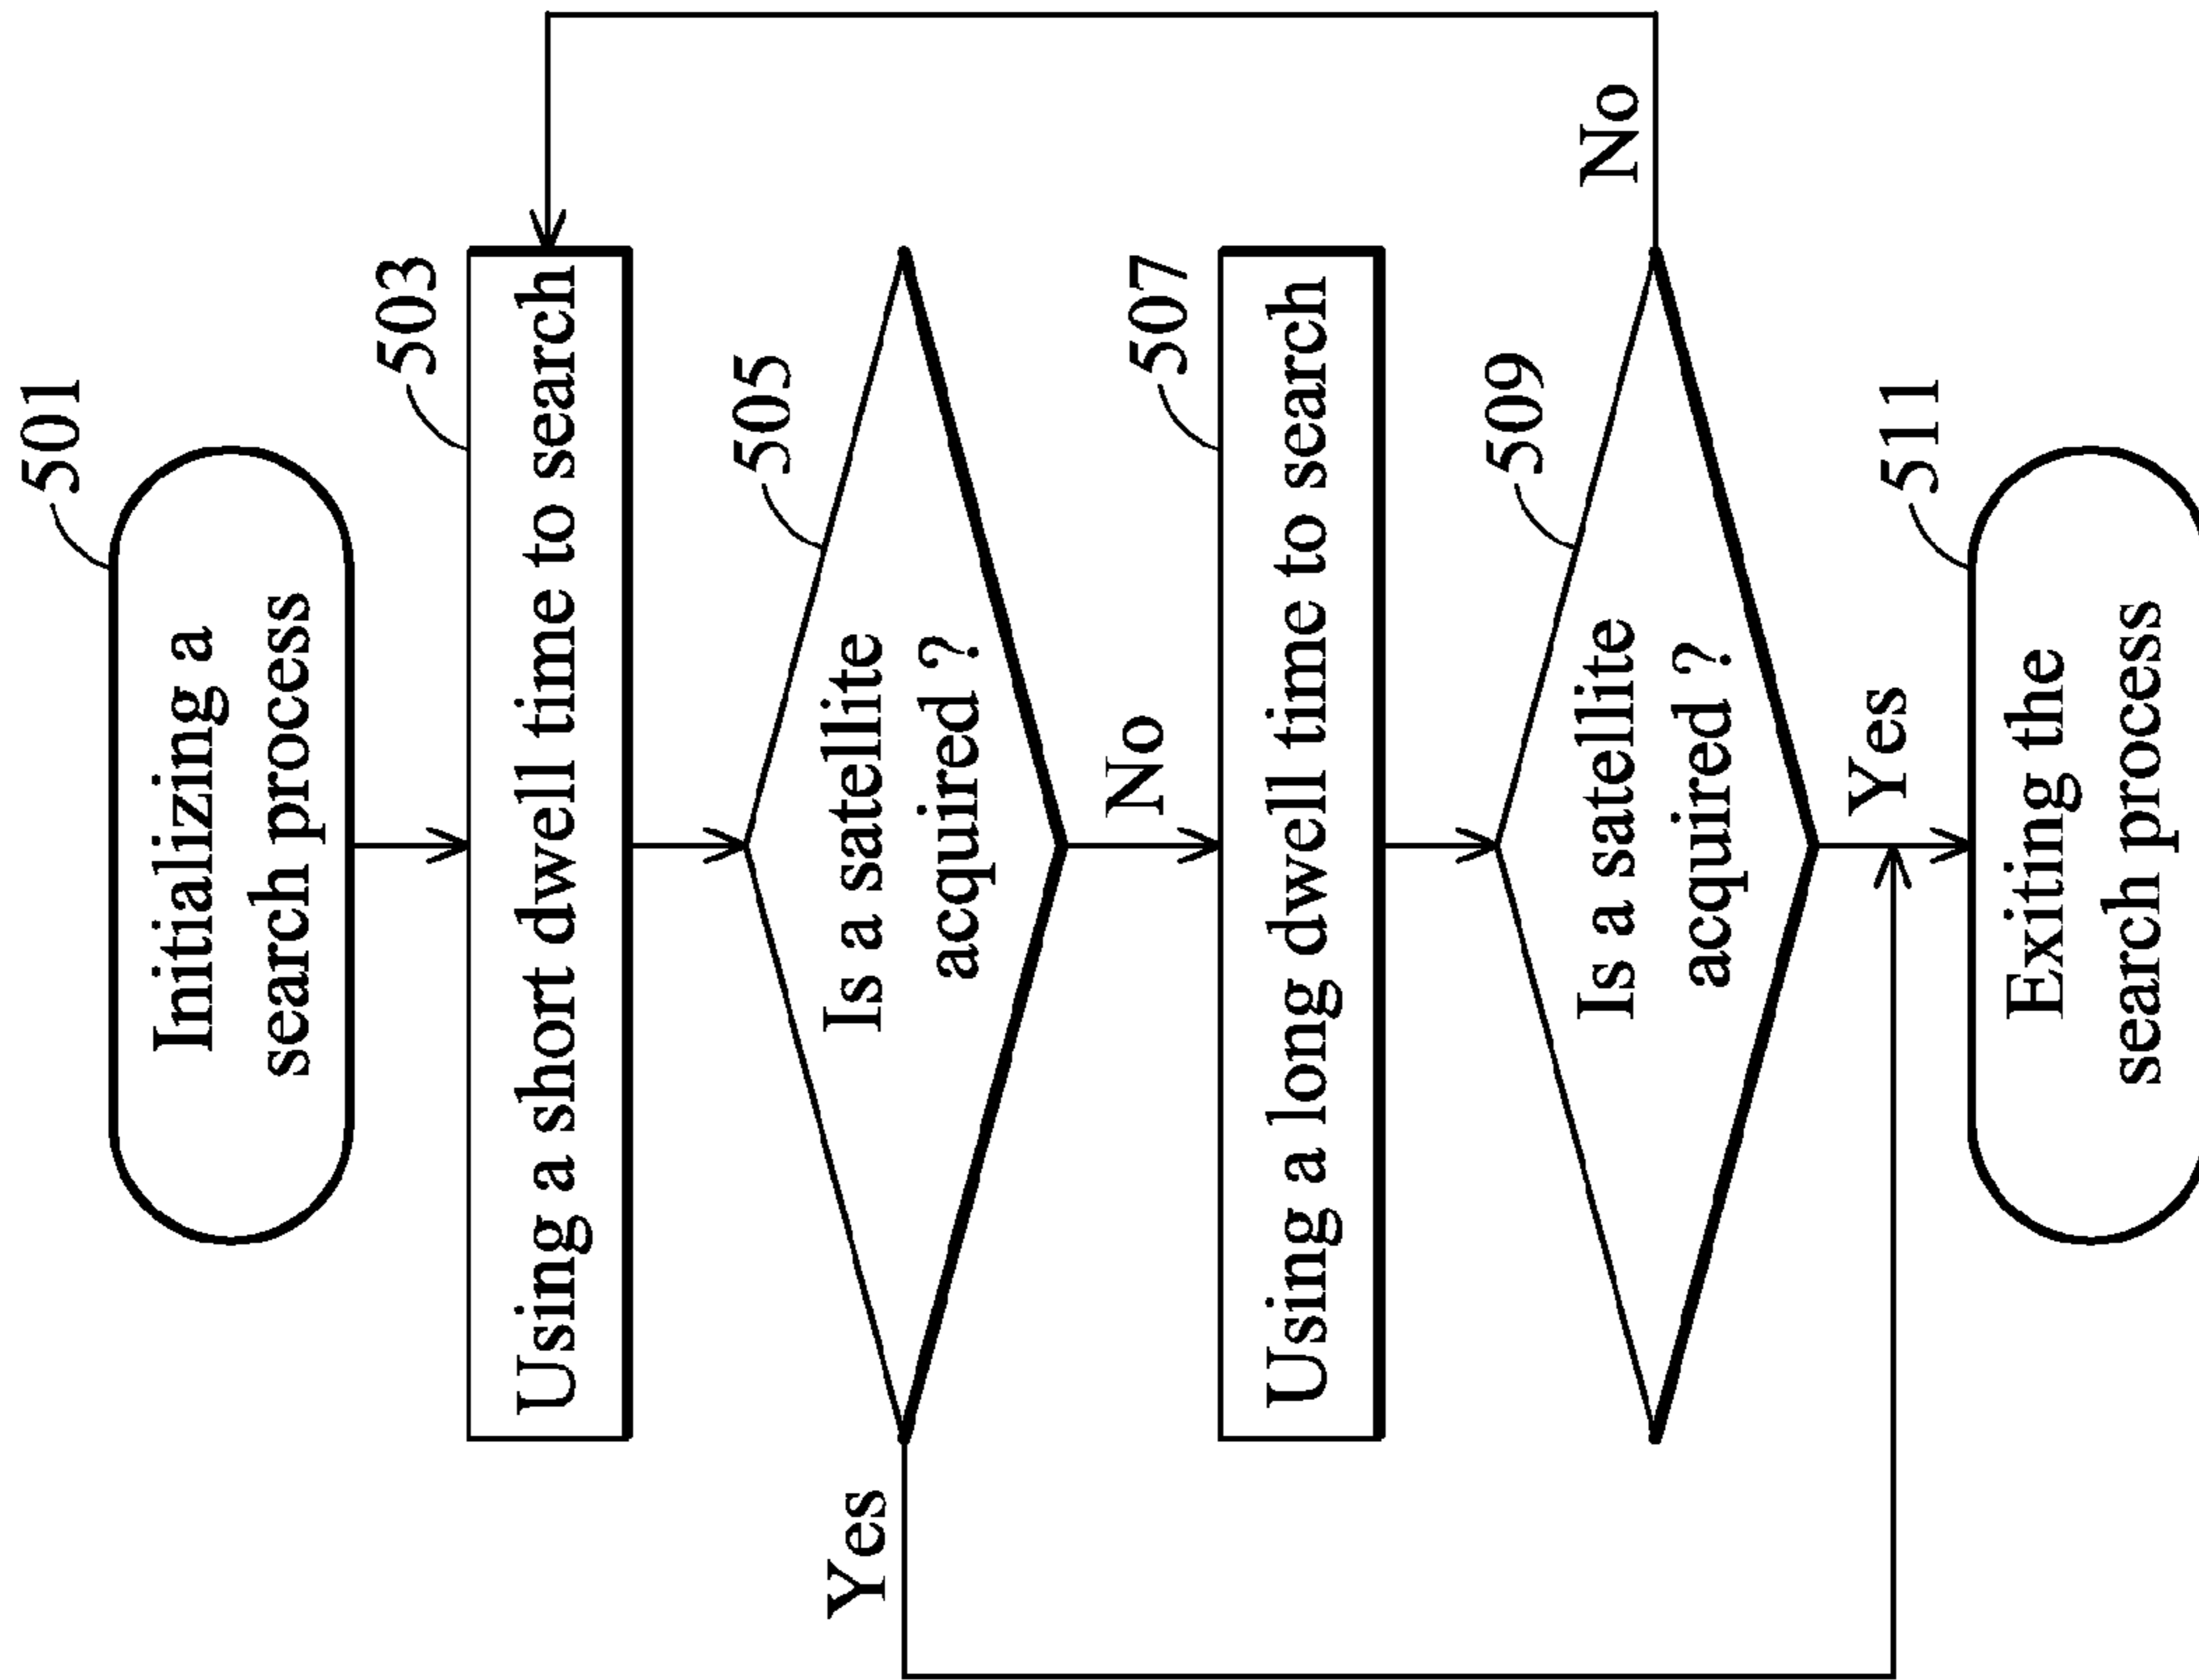 501
Initializing a
search process
503
Using a short dwell time to search
505
Is a satellite
acquired ?
Yes
No
507
Using a long dwell time to search
509
Is a satellite
acquired ?
No
Yes
511
Exiting the
search process